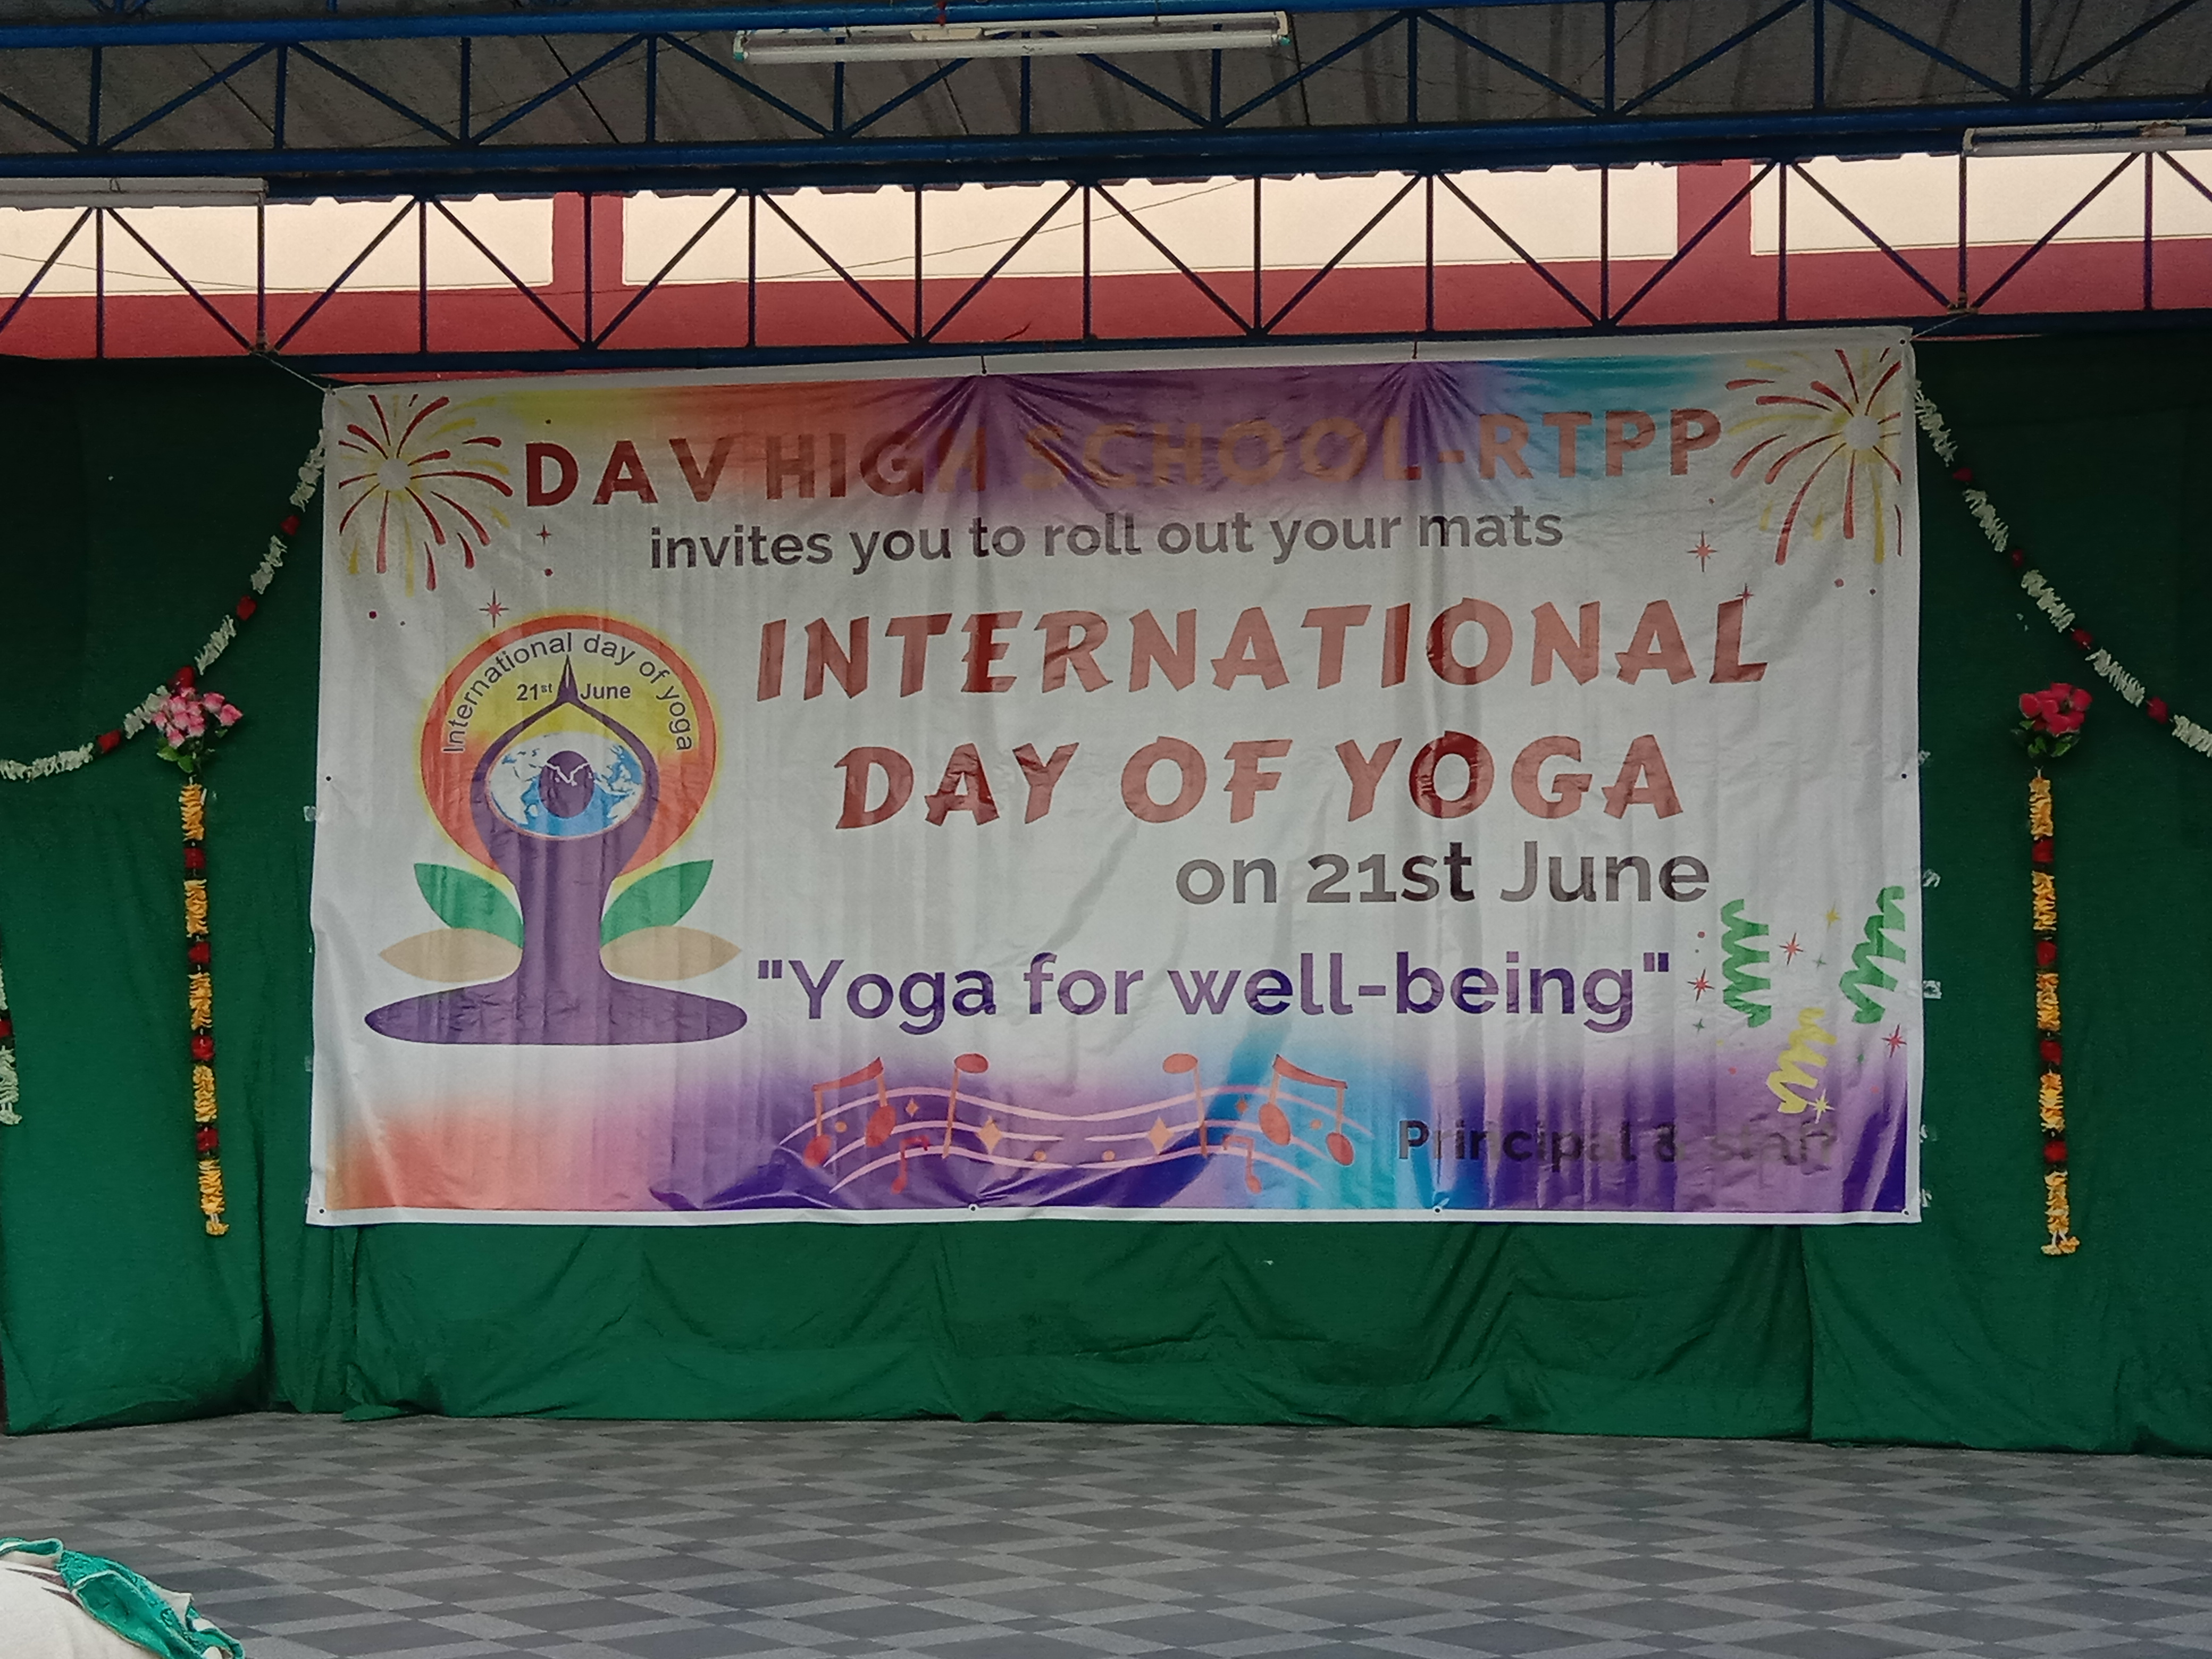 DAV HIGH SCHOOL-RTPP
invites you to roll out your mats
International day of yoga
21st June
INTERNATIONAL
DAY OF YOGA
on 21st June
"Yoga for well-being"
Principal & staff